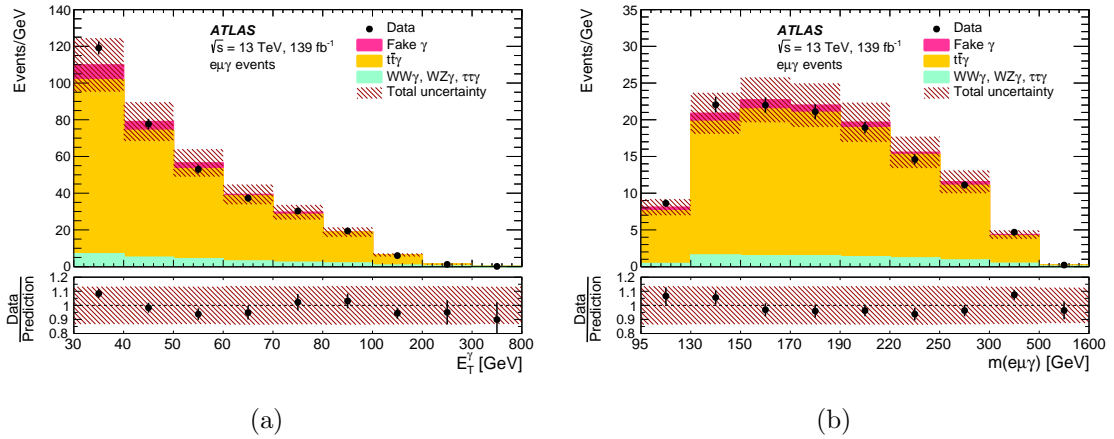 Events/GeV
140
120
100
80
60
40
20
0
ATLAS
√s = 13 TeV, 139 fb⁻¹
eμγ events
Data
Fake γ
tt̄γ
WWγ, WZγ, ττγ
Total uncertainty
Data
Prediction
1.2
1.1
1.0
0.9
0.8
30 40 50 60 70 80 100 200 300 800
E_T^γ [GeV]
(a)
Events/GeV
35
30
25
20
15
10
5
0
ATLAS
√s = 13 TeV, 139 fb⁻¹
eμγ events
Data
Fake γ
tt̄γ
WWγ, WZγ, ττγ
Total uncertainty
Data
Prediction
1.2
1.1
1.0
0.9
0.8
95 130 150 170 190 220 250 300 500 1600
m(eμγ) [GeV]
(b)